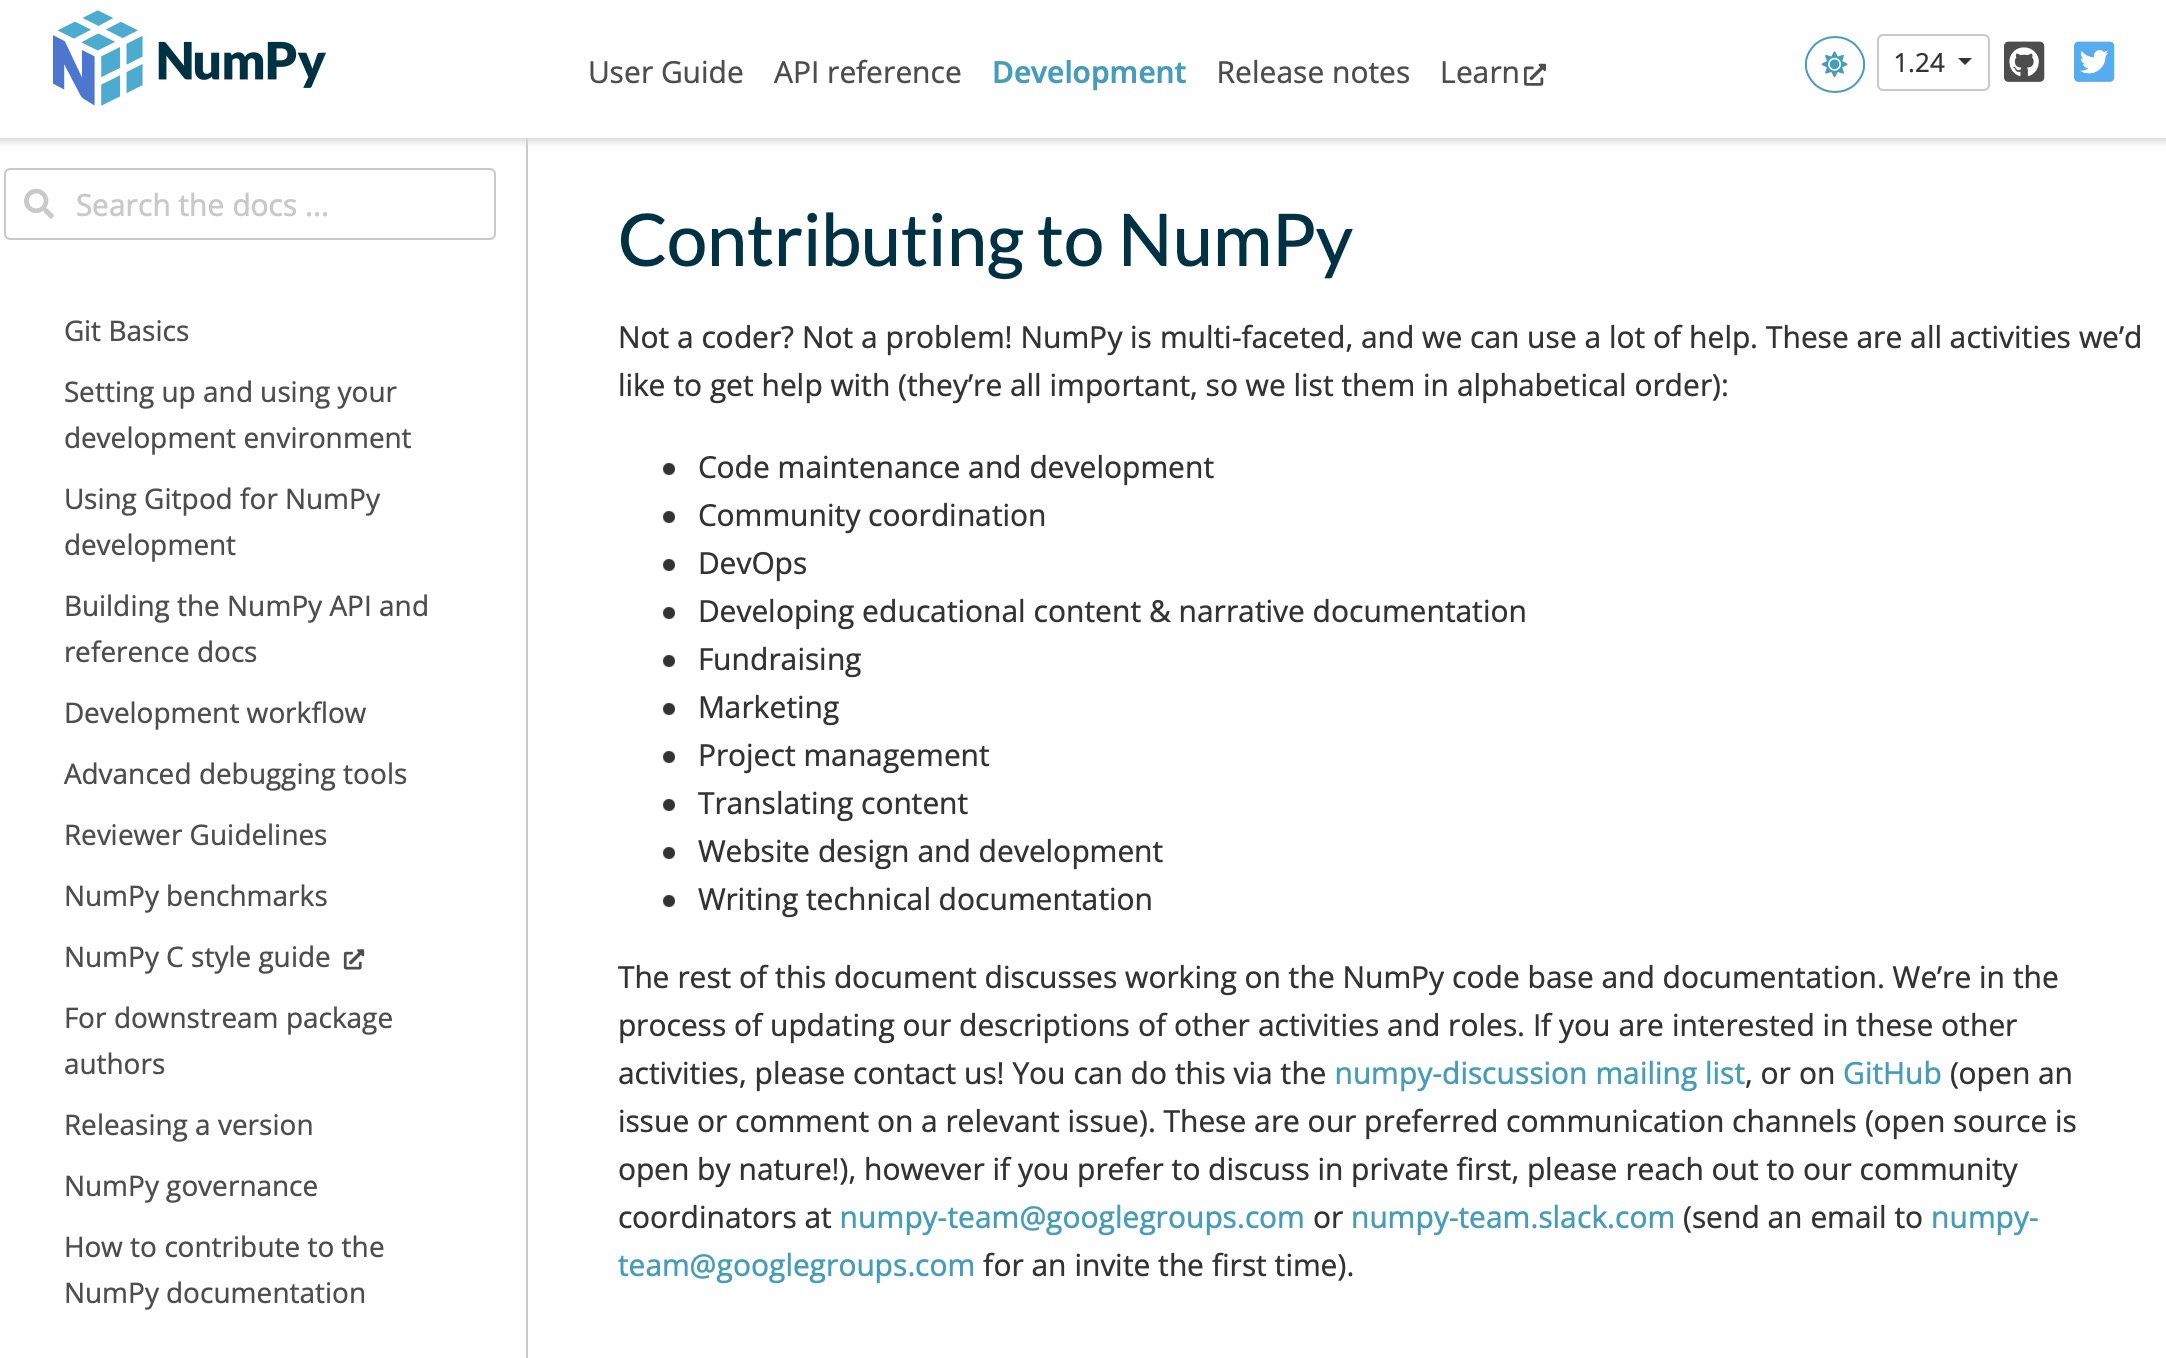 NumPy
User Guide API reference Development Release notes Learn
1.24
Search the docs ...
Git Basics
Setting up and using your
development environment
Using Gitpod for NumPy
development
Building the NumPy API and
reference docs
Development workflow
Advanced debugging tools
Reviewer Guidelines
NumPy benchmarks
NumPy C style guide
For downstream package
authors
Releasing a version
NumPy governance
How to contribute to the
NumPy documentation
Contributing to NumPy
Not a coder? Not a problem! NumPy is multi-faceted, and we can use a lot of help. These are all activities we’d
like to get help with (they’re all important, so we list them in alphabetical order):
• Code maintenance and development
• Community coordination
• DevOps
• Developing educational content & narrative documentation
• Fundraising
• Marketing
• Project management
• Translating content
• Website design and development
• Writing technical documentation
The rest of this document discusses working on the NumPy code base and documentation. We’re in the
process of updating our descriptions of other activities and roles. If you are interested in these other
activities, please contact us! You can do this via the numpy-discussion mailing list, or on GitHub (open an
issue or comment on a relevant issue). These are our preferred communication channels (open source is
open by nature!), however if you prefer to discuss in private first, please reach out to our community
coordinators at numpy-team@googlegroups.com or numpy-team.slack.com (send an email to numpy-
team@googlegroups.com for an invite the first time).